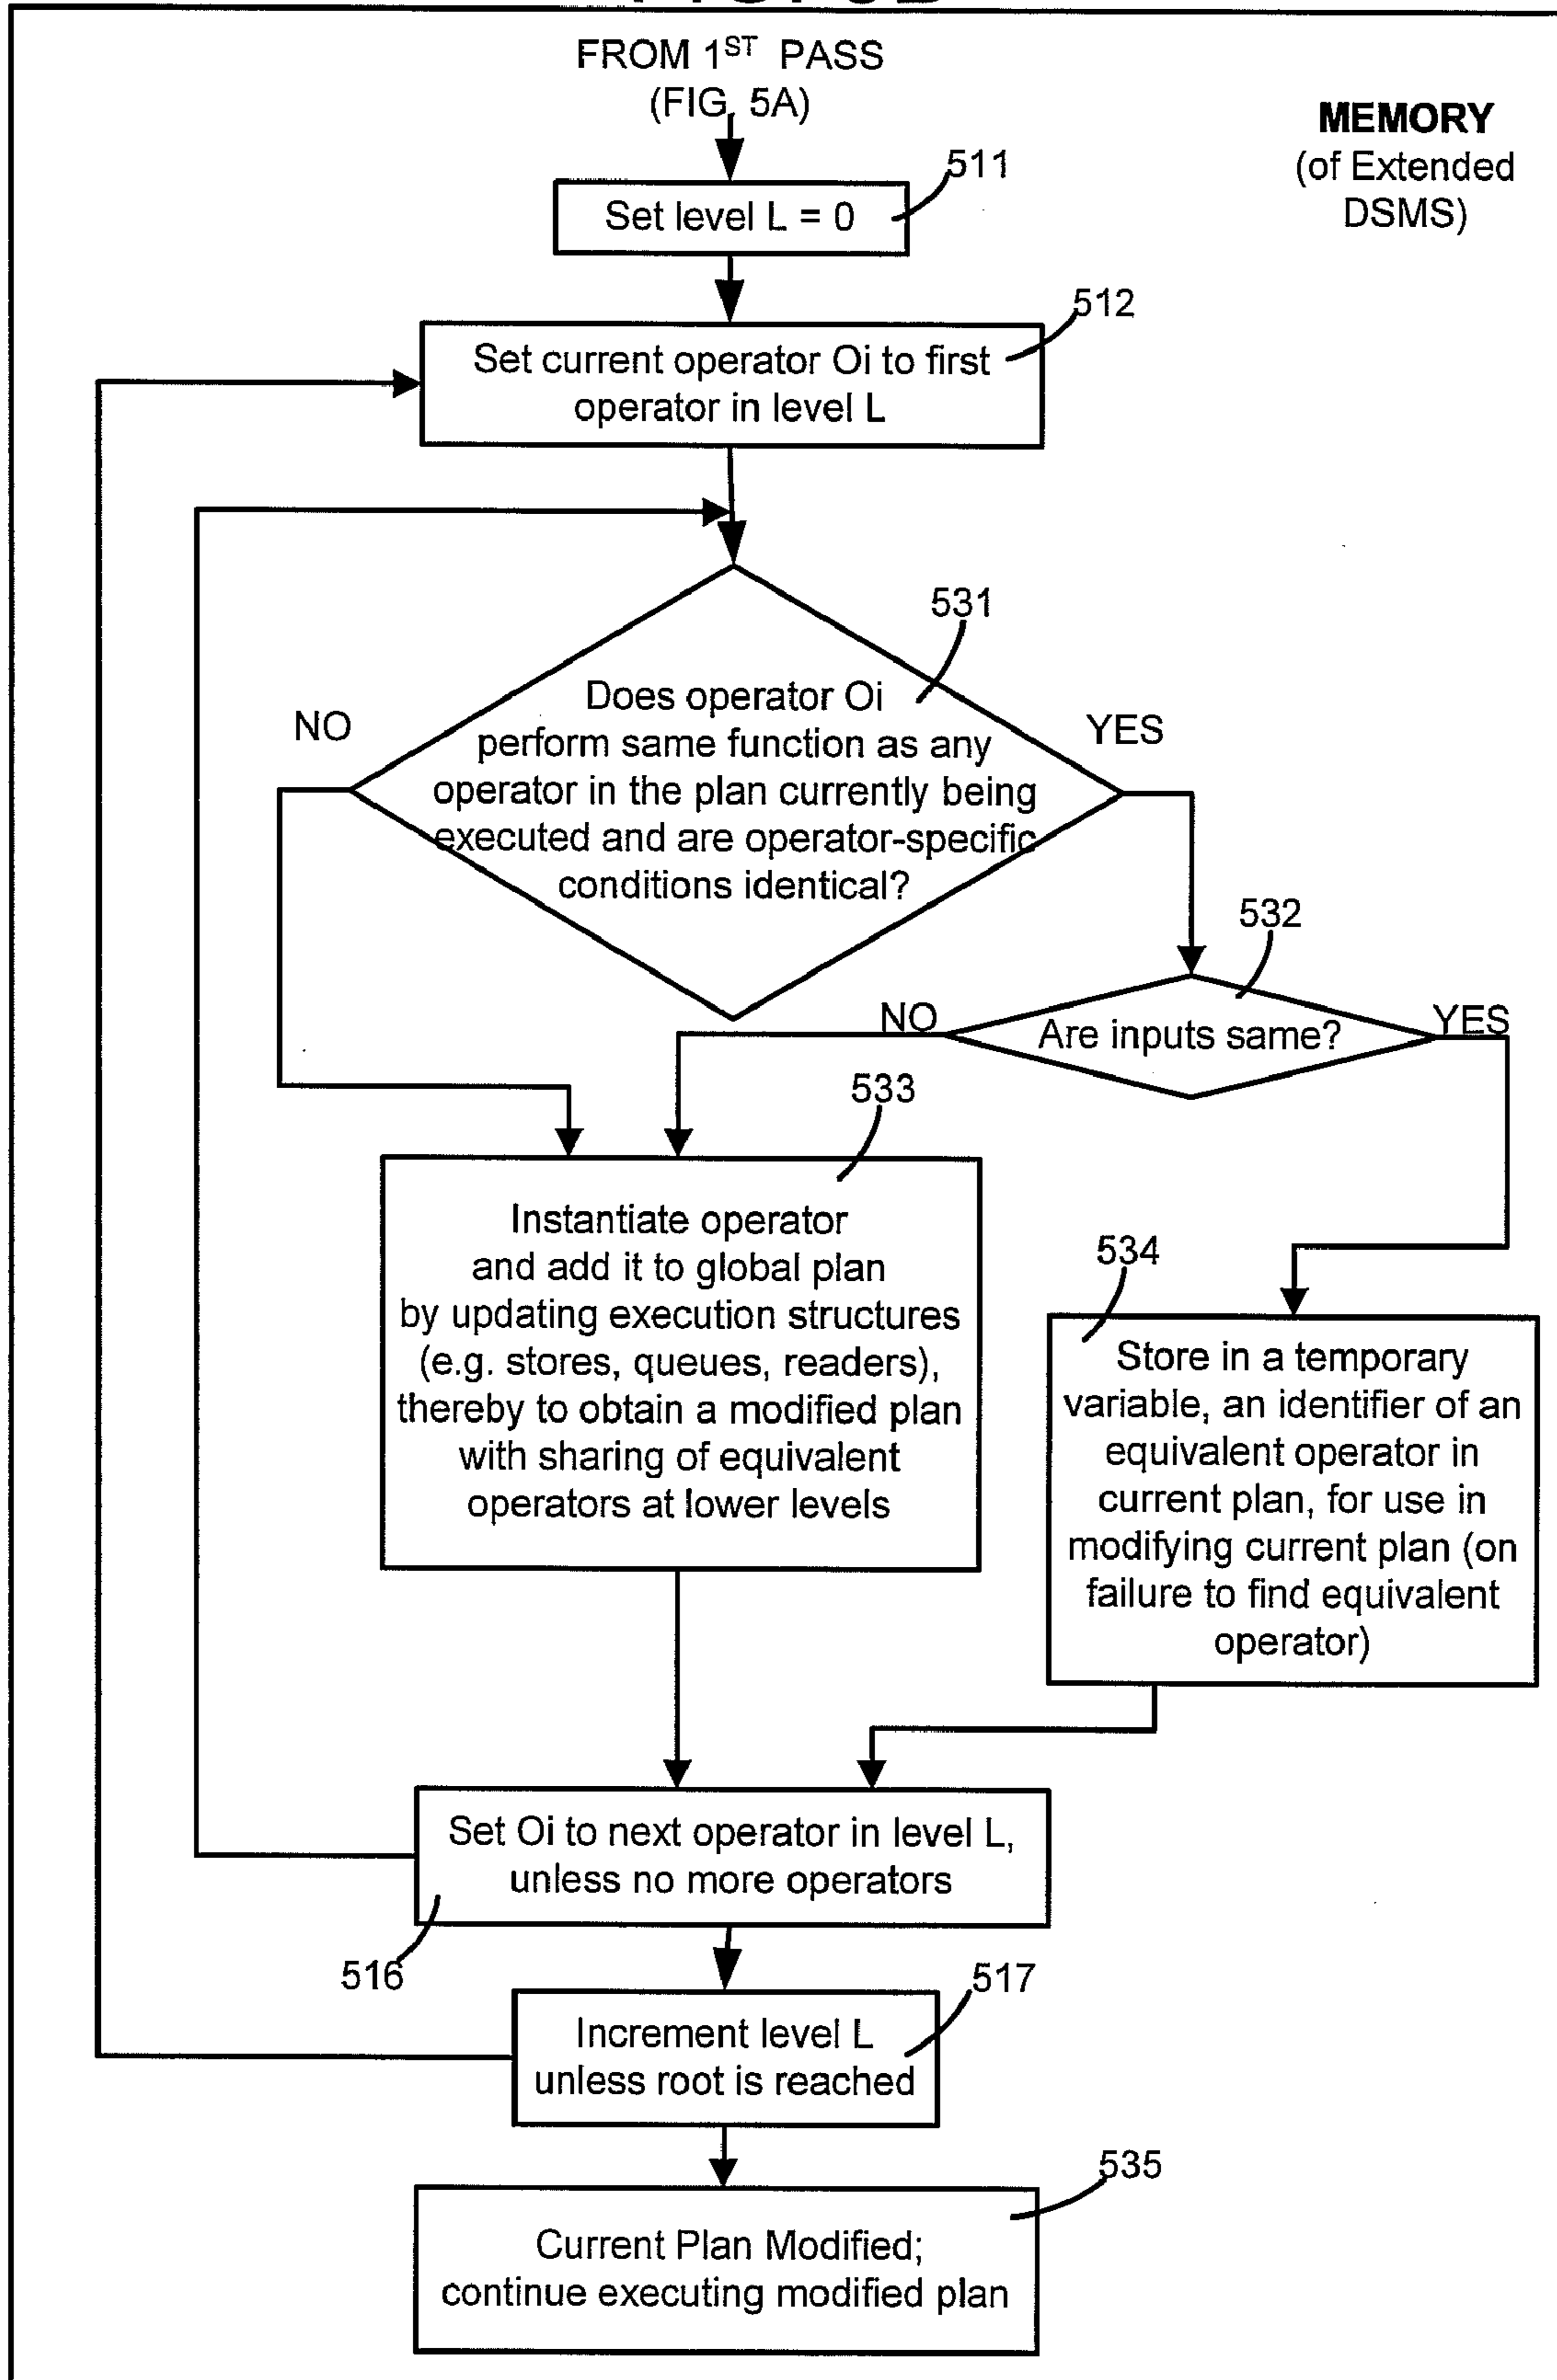 FROM 1ST PASS
(FIG. 5A)
MEMORY
(of Extended
DSMS)
511
Set level L = 0
512
Set current operator Oi to first
operator in level L
531
Does operator Oi
perform same function as any
operator in the plan currently being
executed and are operator-specific
conditions identical?
NO
YES
532
Are inputs same?
NO
YES
533
Instantiate operator
and add it to global plan
by updating execution structures
(e.g. stores, queues, readers),
thereby to obtain a modified plan
with sharing of equivalent
operators at lower levels
534
Store in a temporary
variable, an identifier of an
equivalent operator in
current plan, for use in
modifying current plan (on
failure to find equivalent
operator)
Set Oi to next operator in level L,
unless no more operators
516
517
Increment level L
unless root is reached
535
Current Plan Modified;
continue executing modified plan